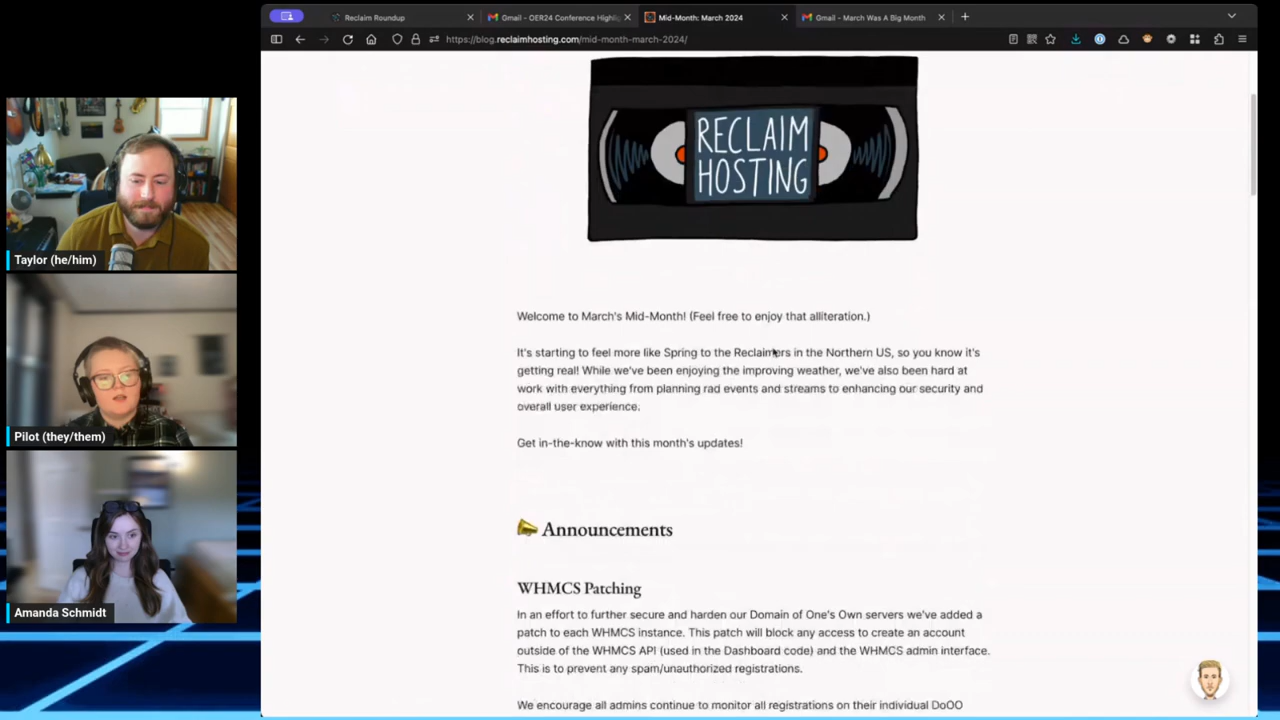 Reclaim Roundup
Gmail - OER24 Conference Highli
Mid-Month: March 2024
Gmail - March Was A Big Month
https://blog.reclaimhosting.com/mid-month-march-2024/
RECLAIM
HOSTING
Welcome to March's Mid-Month! (Feel free to enjoy that alliteration.)
It's starting to feel more like Spring to the Reclaimers in the Northern US, so you know it's
getting real! While we've been enjoying the improving weather, we've also been hard at
work with everything from planning rad events and streams to enhancing our security and
overall user experience.
Get in-the-know with this month's updates!
Announcements
WHMCS Patching
In an effort to further secure and harden our Domain of One's Own servers we've added a
patch to each WHMCS instance. This patch will block any access to create an account
outside of the WHMCS API (used in the Dashboard code) and the WHMCS admin interface.
This is to prevent any spam/unauthorized registrations.
We encourage all admins continue to monitor all registrations on their individual DoOO
Taylor (he/him)
Pilot (they/them)
Amanda Schmidt